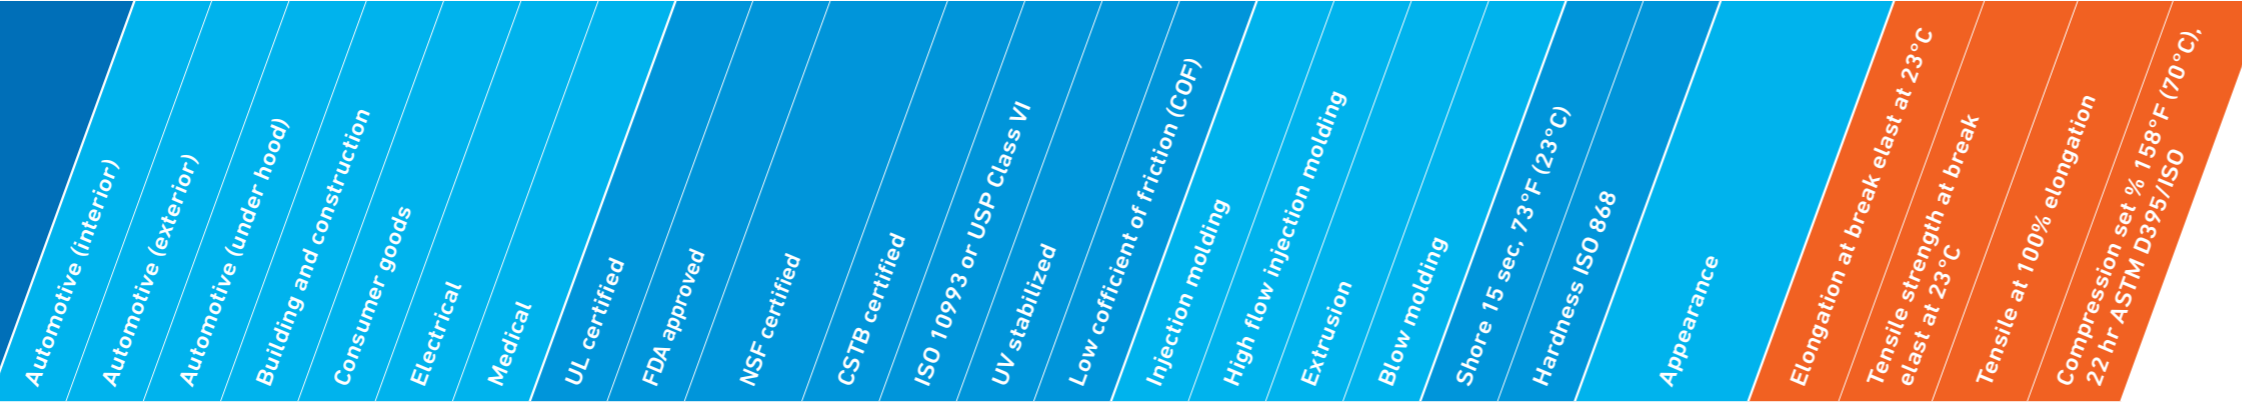 Automotive (interior)
Automotive (exterior)
Automotive (under hood)
Building and construction
Consumer goods
Electrical
Medical
UL certified
FDA approved
NSF certified
CSTB certified
ISO 10993 or USP Class VI
UV stabilized
Low cofficient of friction (COF)
Injection molding
High flow injection molding
Extrusion
Blow molding
Shore 15 sec, 73°F (23°C)
Hardness ISO 868
Appearance
Elongation at break elast at 23°C
Tensile strength at break
elast at 23°C
Tensile at 100% elongation
Compression set % 158°F (70°C),
22 hr ASTM D395/ISO